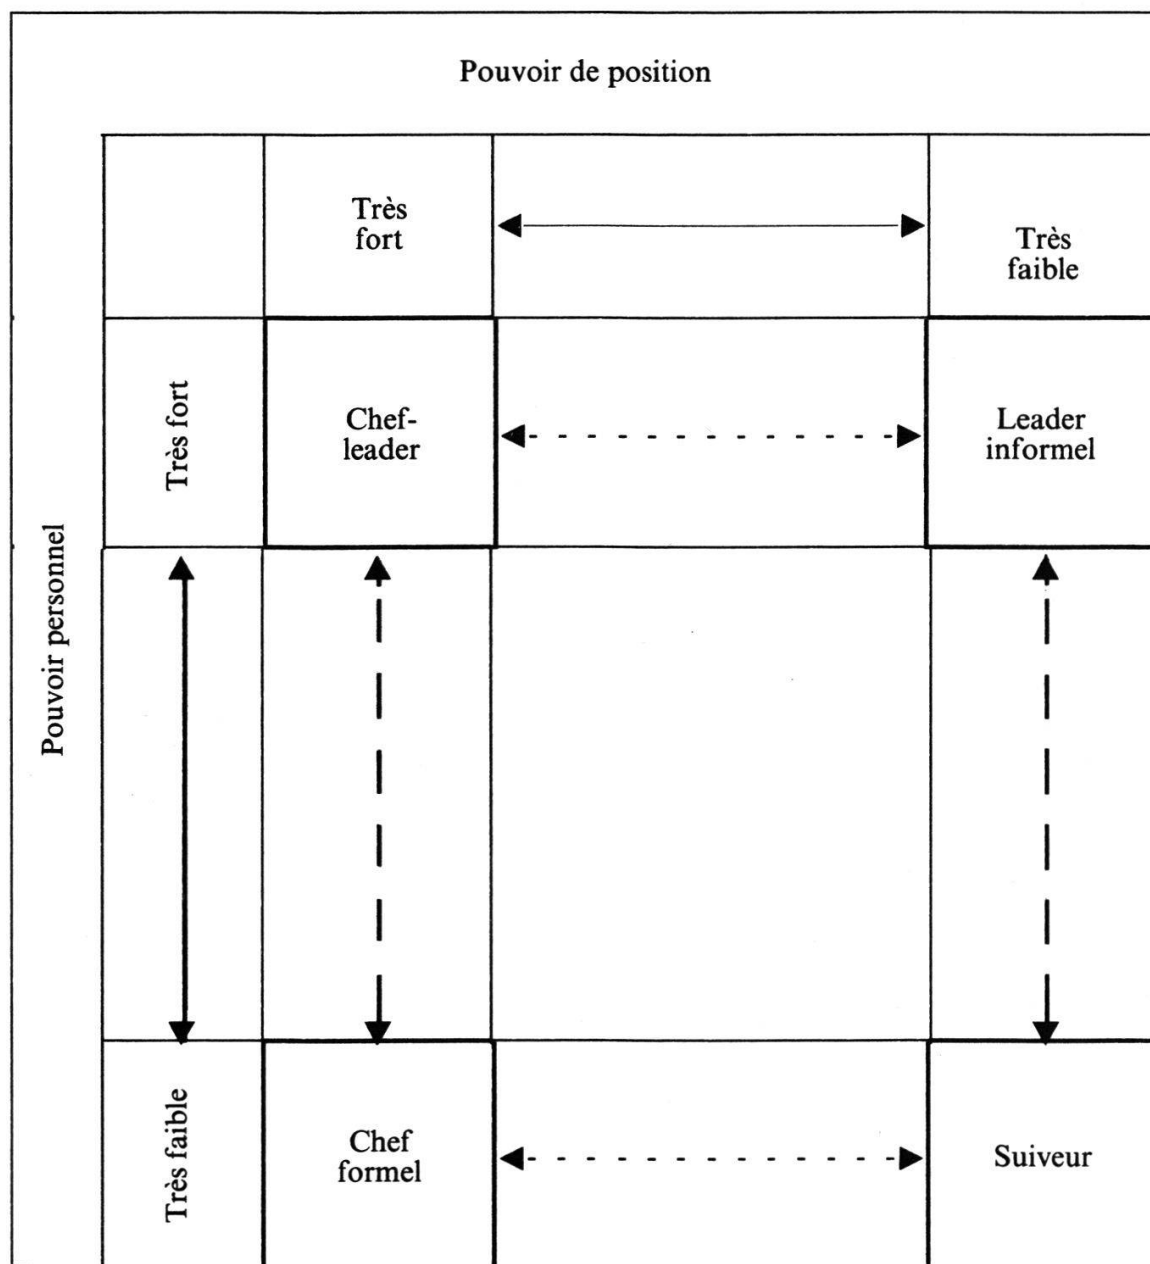 Pouvoir de position
Très
fort
Très
faible
Pouvoir personnel
Très fort
Chef-
leader
Leader
informel
Très faible
Chef
formel
Suiveur